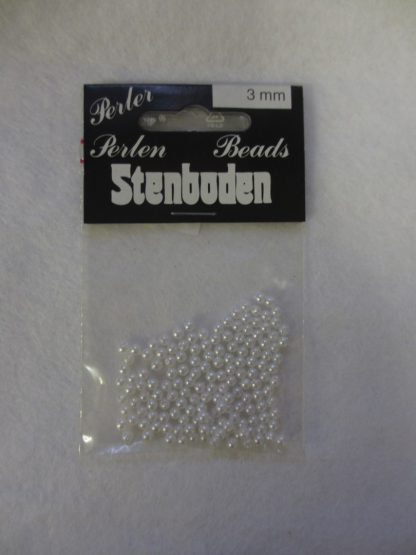 3 mm
Perler
Perlen Beads
Stenboden